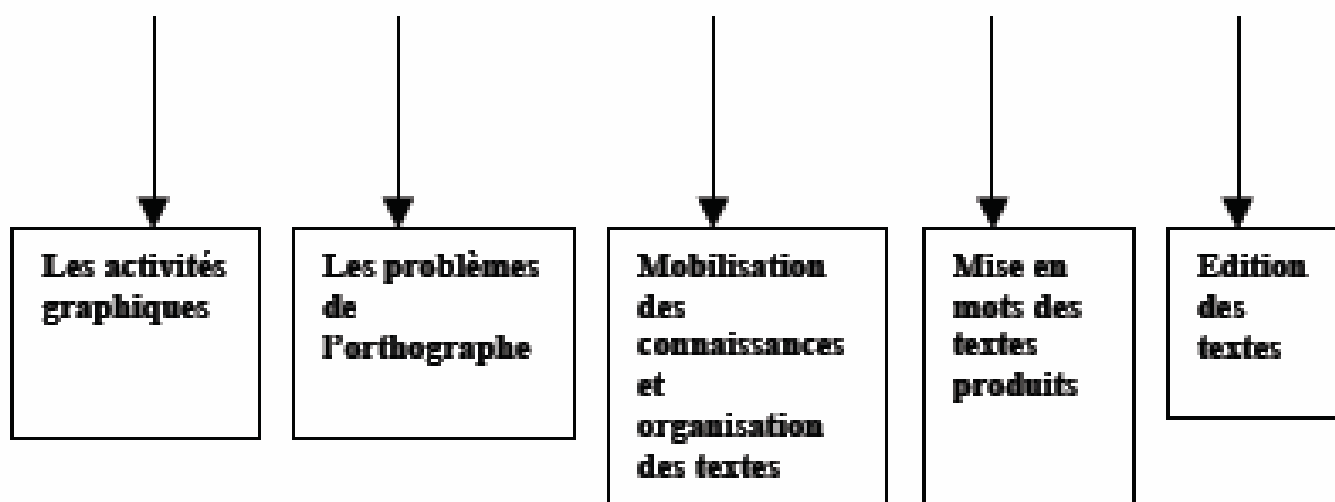 Les activités
graphiques
Les problèmes
de
l'orthographe
Mobilisation
des
connaissances
et
organisation
des textes
Mise en
mots des
textes
produits
Edition
des
textes